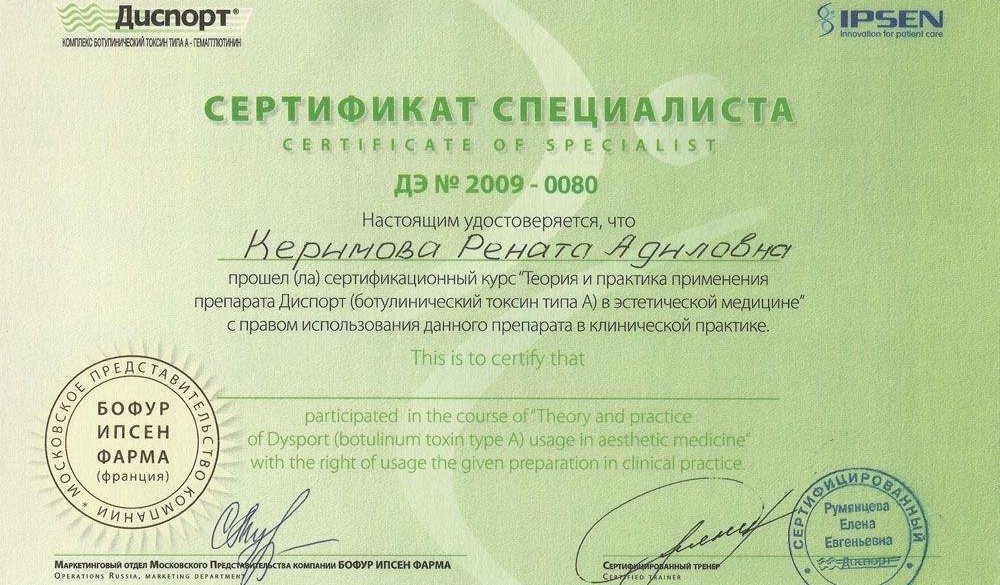 Диспорт®
КОМПЛЕКС БОТУЛИНИЧЕСКИЙ ТОКСИН ТИПА А - ГЕМАГГЛЮТИНИН
IPSEN
Innovation for patient care
СЕРТИФИКАТ СПЕЦИАЛИСТА
CERTIFICATE OF SPECIALIST
ДЭ № 2009 - 0080
Настоящим удостоверяется, что
Керимова Рената Адиловна
прошел (ла) сертификационный курс "Теория и практика применения
препарата Диспорт (ботулинический токсин типа А) в эстетической медицине"
с правом использования данного препарата в клинической практике.
This is to certify that
participated in the course of "Theory and practice
of Dysport (botulinum toxin type A) usage in aesthetic medicine"
with the right of usage the given preparation in clinical practice.
* МОСКОВСКОЕ ПРЕДСТАВИТЕЛЬСТВО КОМПАНИИ *
БОФУР
ИПСЕН
ФАРМА
(франция)
СЕРТИФИЦИРОВАННЫЙ
Румянцева
Елена
Евгеньевна
Диспорт
Маркетинговый отдел Московского Представительства компании БОФУР ИПСЕН ФАРМА
Operations Russia, marketing department
Сертифицированный тренер
Certified trainer